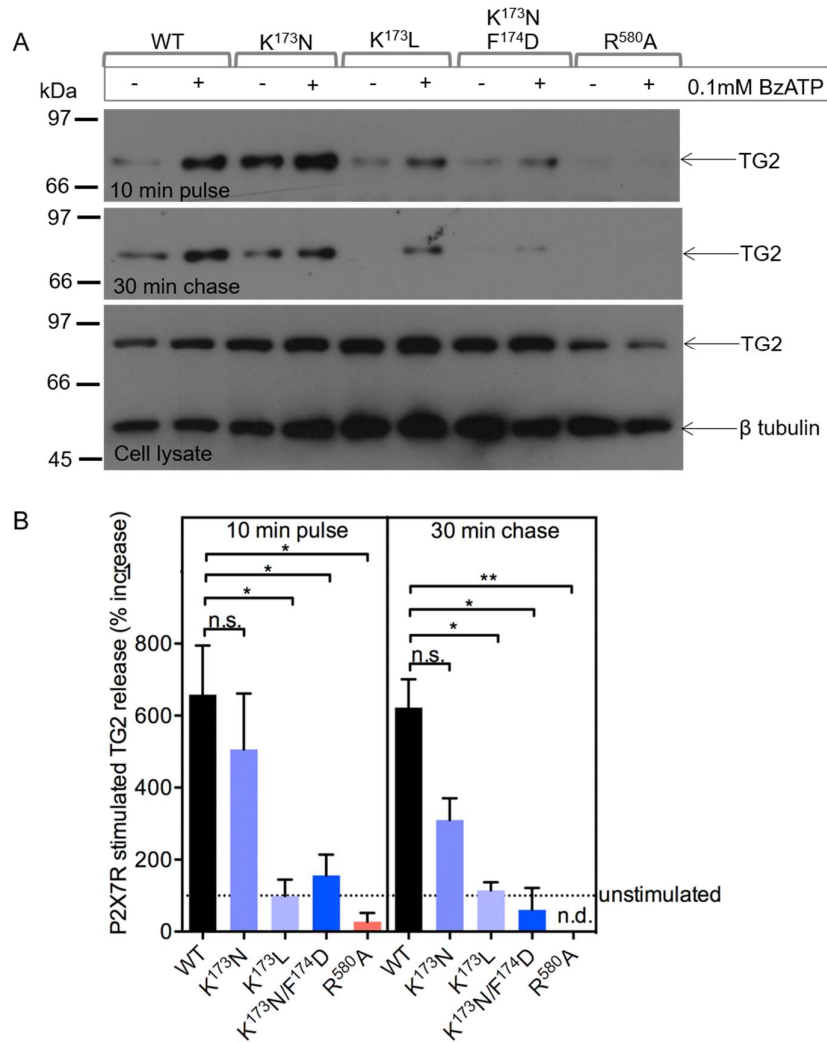 A
WT K¹⁷³N K¹⁷³L K¹⁷³N F¹⁷⁴D R⁵⁸⁰A
kDa - + - + - + - + - + 0.1mM BzATP
97
TG2
66
10 min pulse
97
TG2
66
30 min chase
97
TG2
66
β tubulin
45
Cell lysate
B
P2X7R stimulated TG2 release (% increase)
10 min pulse 30 min chase
*
* **
* *
n.s. *
n.s.
800
600
400
200
unstimulated
n.d.
0
WT K¹⁷³N K¹⁷³L K¹⁷³N/F¹⁷⁴D R⁵⁸⁰A WT K¹⁷³N K¹⁷³L K¹⁷³N/F¹⁷⁴D R⁵⁸⁰A